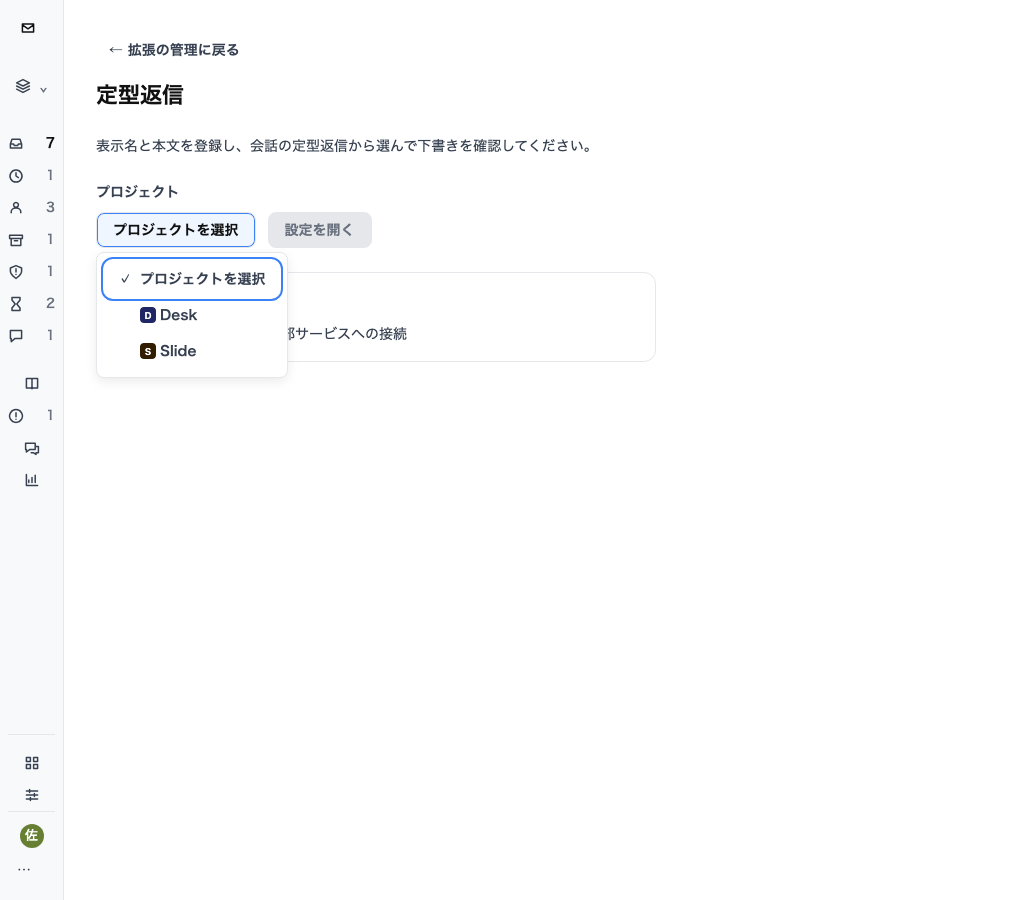 ← 拡張の管理に戻る
定型返信
表示名と本文を登録し、会話の定型返信から選んで下書きを確認してください。
プロジェクト
プロジェクトを選択
設定を開く
✓ プロジェクトを選択
D Desk
S Slide
サービスへの接続
7
1
3
1
1
2
1
1
佐
…